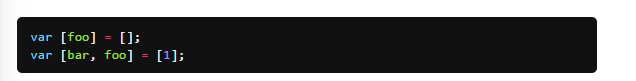 var [foo] = [];
var [bar, foo] = [1];